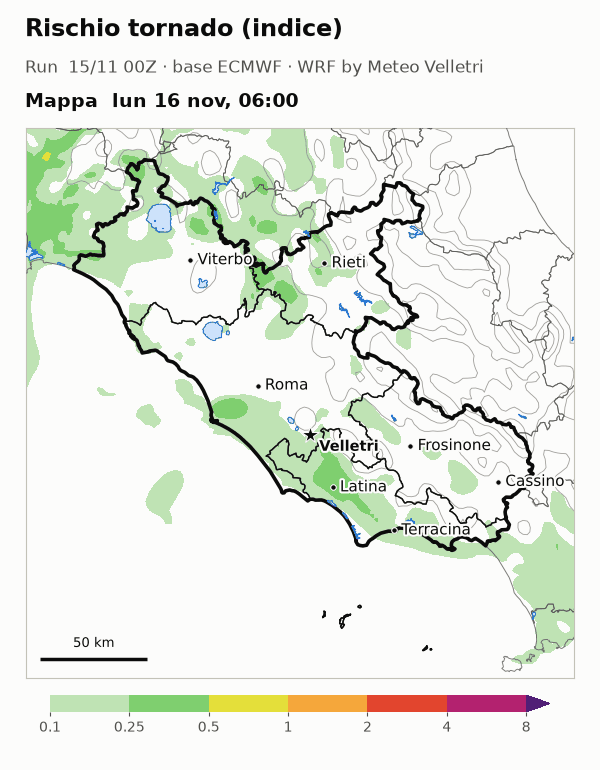 Rischio tornado (indice)
Run  15/11 00Z · base ECMWF · WRF by Meteo Velletri
Mappa  lun 16 nov, 06:00
Viterbo
Rieti
Roma
Velletri
Frosinone
Latina
Cassino
Terracina
50 km
0.1 0.25 0.5 1 2 4 8